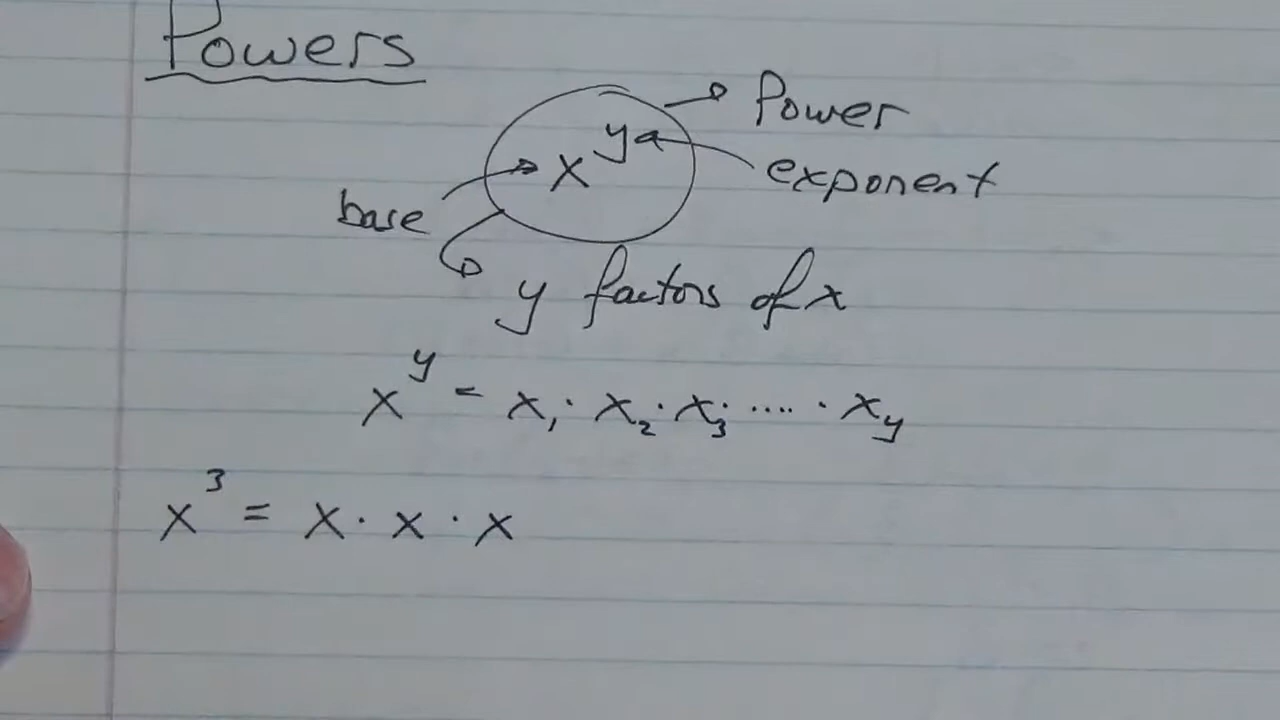 Powers
Power
x^y
exponent
base
y factors of x
x^y = x₁ · x₂ · x₃ · .... · x_y
x³ = x · x · x